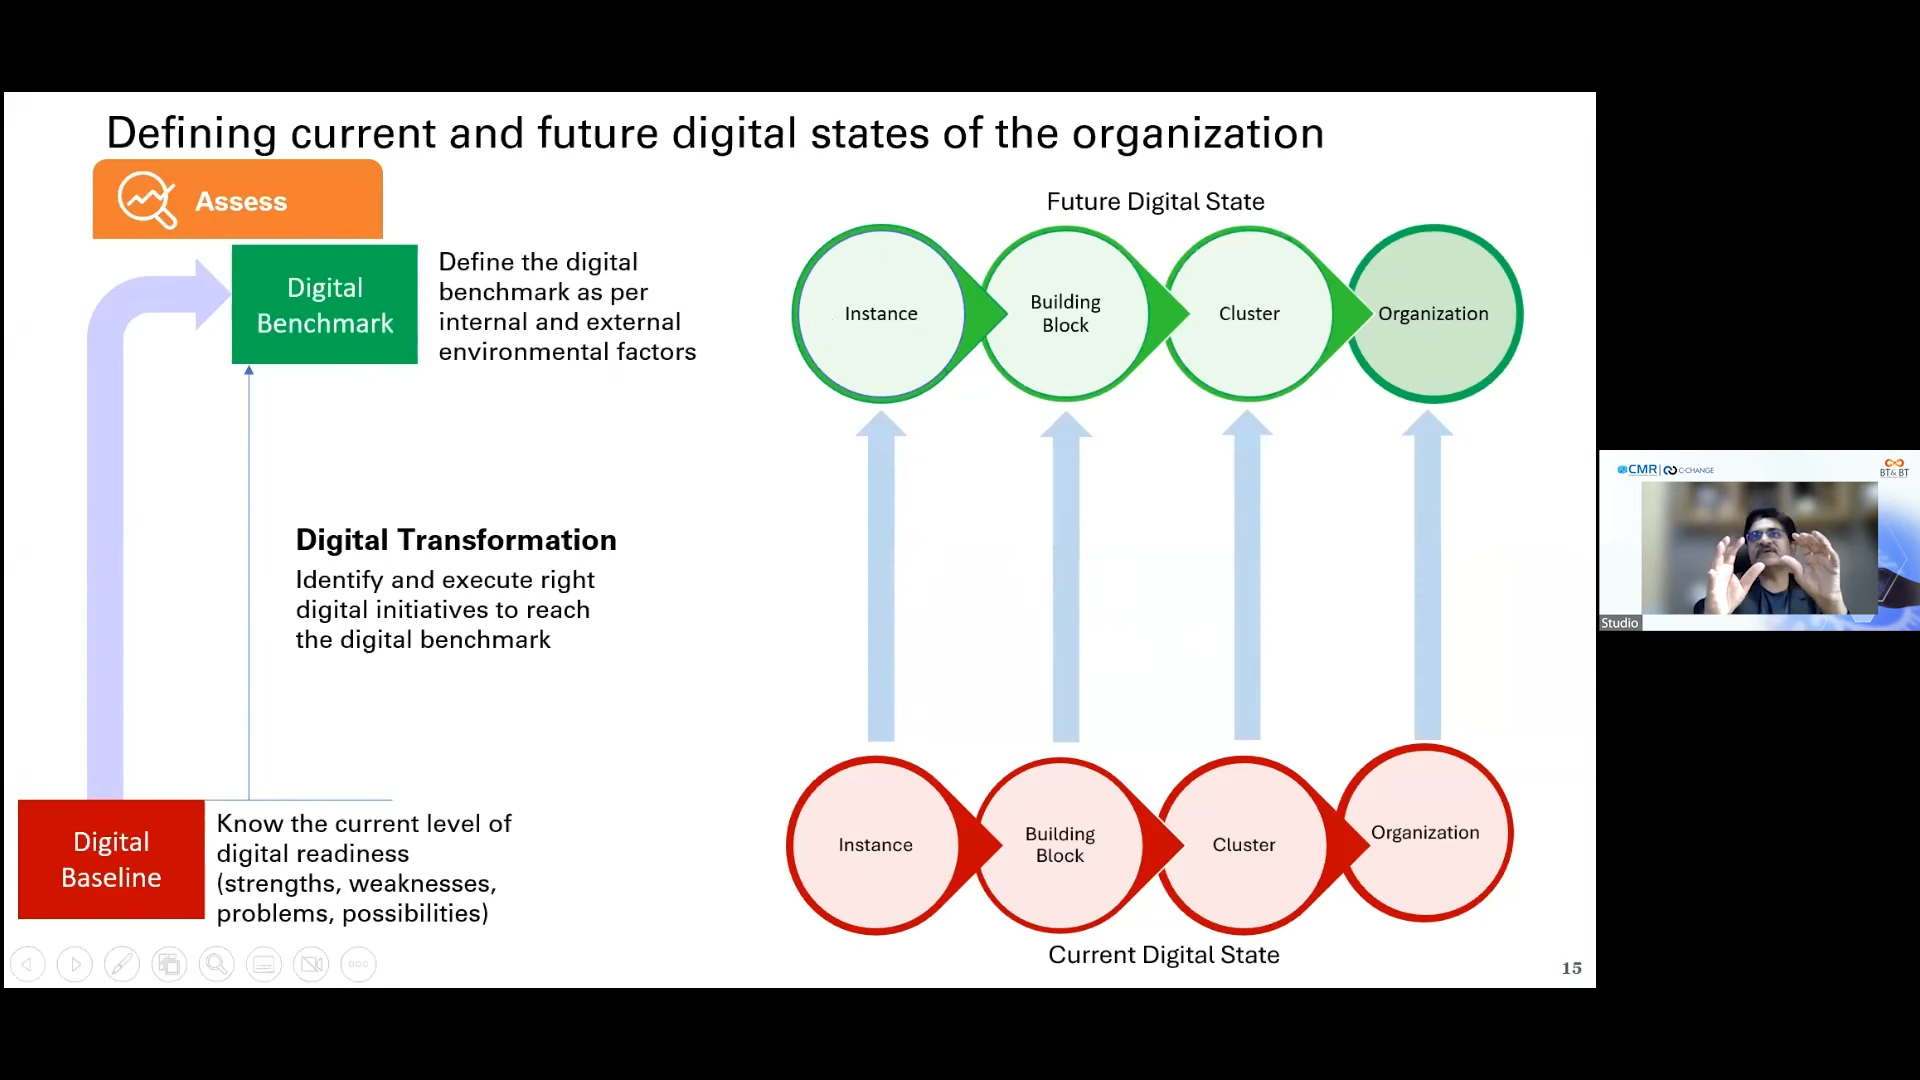 Defining current and future digital states of the organization
Assess
Digital
Benchmark
Define the digital
benchmark as per
internal and external
environmental factors
Digital Transformation
Identify and execute right
digital initiatives to reach
the digital benchmark
Digital
Baseline
Know the current level of
digital readiness
(strengths, weaknesses,
problems, possibilities)
Future Digital State
Instance
Building
Block
Cluster
Organization
Instance
Building
Block
Cluster
Organization
Current Digital State
15
CMR C-CHANGE
BT& BT
Studio